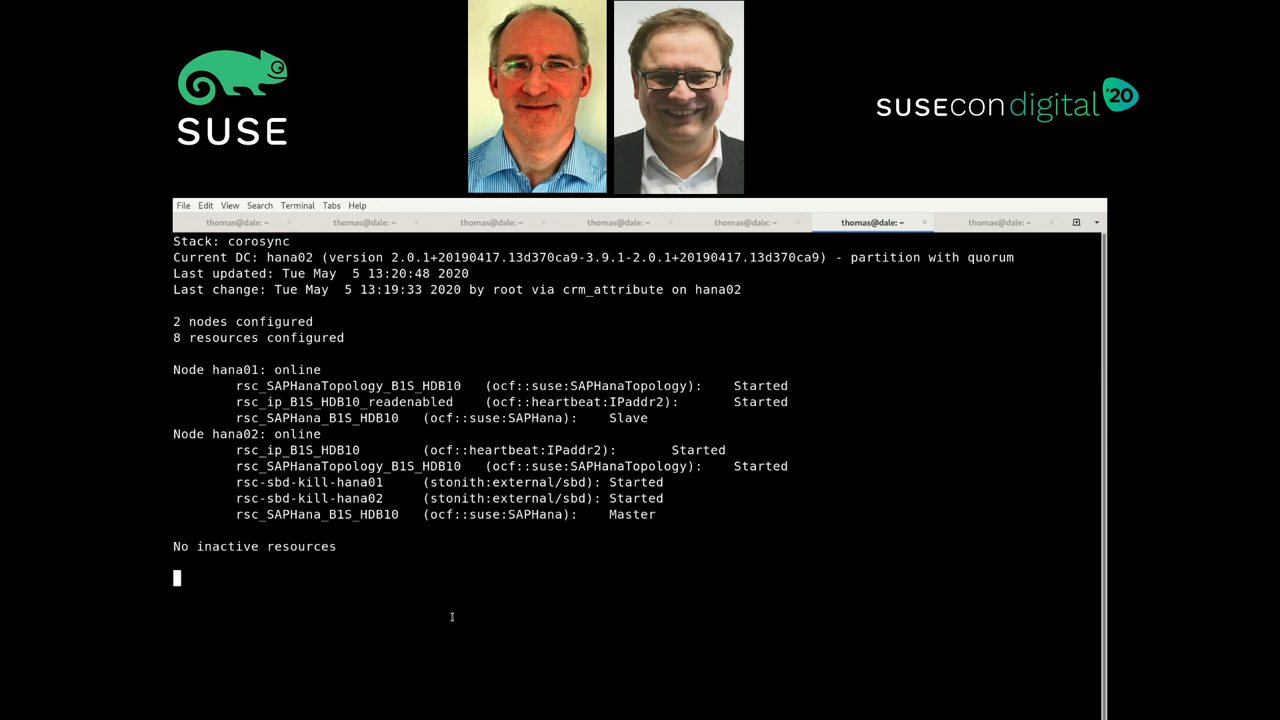 SUSE
SUSEcon digital '20
File Edit View Search Terminal Tabs Help
thomas@dale: ~ × thomas@dale: ~ × thomas@dale: ~ × thomas@dale: ~ × thomas@dale: ~ × thomas@dale: ~ × thomas@dale: ~ ×
Stack: corosync
Current DC: hana02 (version 2.0.1+20190417.13d370ca9-3.9.1-2.0.1+20190417.13d370ca9) - partition with quorum
Last updated: Tue May  5 13:20:48 2020
Last change: Tue May  5 13:19:33 2020 by root via crm_attribute on hana02
2 nodes configured
8 resources configured
Node hana01: online
rsc_SAPHanaTopology_B1S_HDB10 (ocf::suse:SAPHanaTopology): Started
rsc_ip_B1S_HDB10_readenabled (ocf::heartbeat:IPaddr2): Started
rsc_SAPHana_B1S_HDB10 (ocf::suse:SAPHana): Slave
Node hana02: online
rsc_ip_B1S_HDB10 (ocf::heartbeat:IPaddr2): Started
rsc_SAPHanaTopology_B1S_HDB10 (ocf::suse:SAPHanaTopology): Started
rsc-sbd-kill-hana01 (stonith:external/sbd): Started
rsc-sbd-kill-hana02 (stonith:external/sbd): Started
rsc_SAPHana_B1S_HDB10 (ocf::suse:SAPHana): Master
No inactive resources